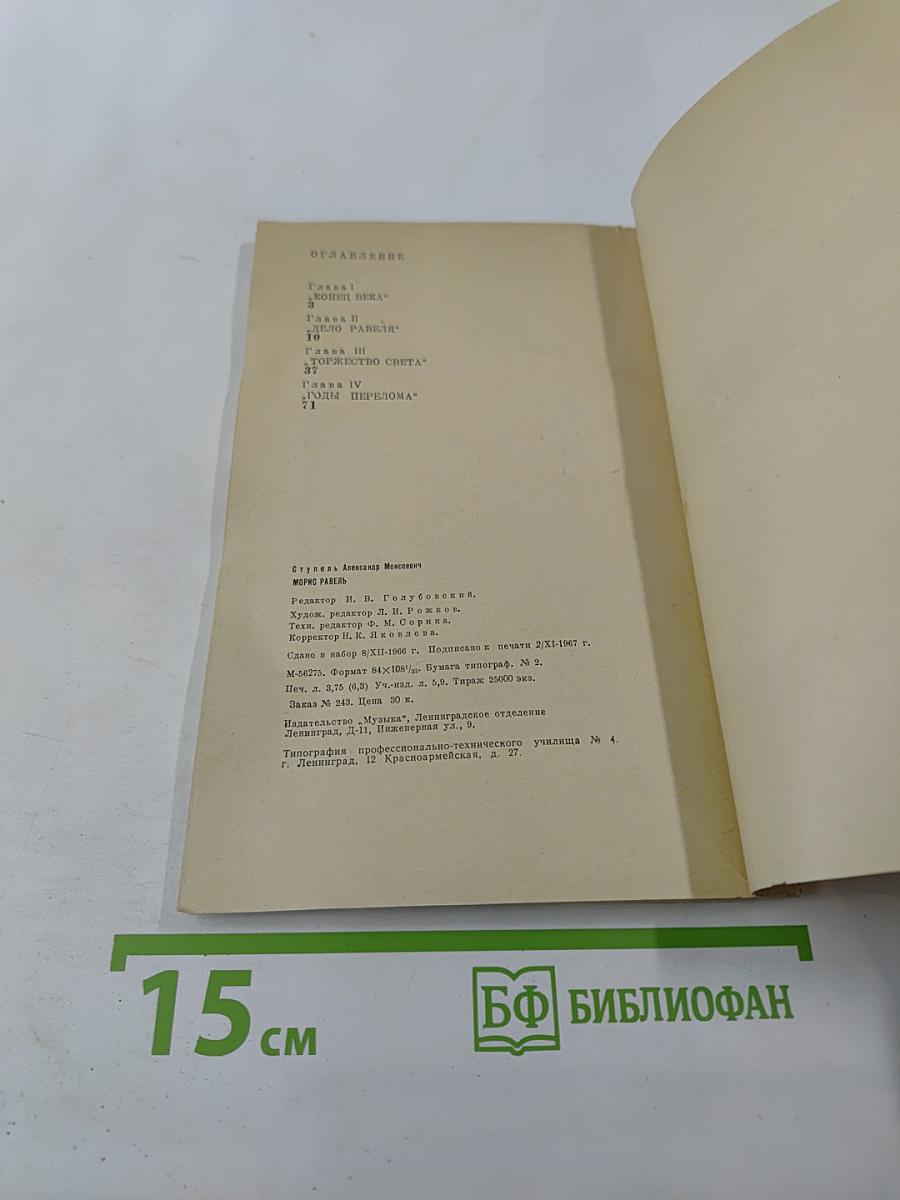 ОГЛАВЛЕНИЕ
Глава I
„КОНЕЦ ВЕКА“
3
Глава II
„ДЕЛО РАВЕЛЯ“
10
Глава III
„ТОРЖЕСТВО СВЕТА“
37
Глава IV
„ГОДЫ ПЕРЕЛОМА“
71
Ступель Александр Моисеевич
МОРИС РАВЕЛЬ
Редактор И. В. Голубовский.
Худож. редактор Л. И. Рожков.
Техн. редактор Ф. М. Сорина.
Корректор Н. К. Яковлева.
Сдано в набор 8/XII-1966 г. Подписано к печати 2/XI-1967 г.
М-56275. Формат 84×108¹/₃₂. Бумага типограф. № 2.
Печ. л. 3,75 (6,3) Уч.-изд. л. 5,9. Тираж 25000 экз.
Заказ № 243. Цена 30 к.
Издательство „Музыка“, Ленинградское отделение
Ленинград, Д-11, Инженерная ул., 9.
Типография профессионально-технического училища № 4.
г. Ленинград, 12 Красноармейская, д. 27.
15 см
БФ БИБЛИОФАН